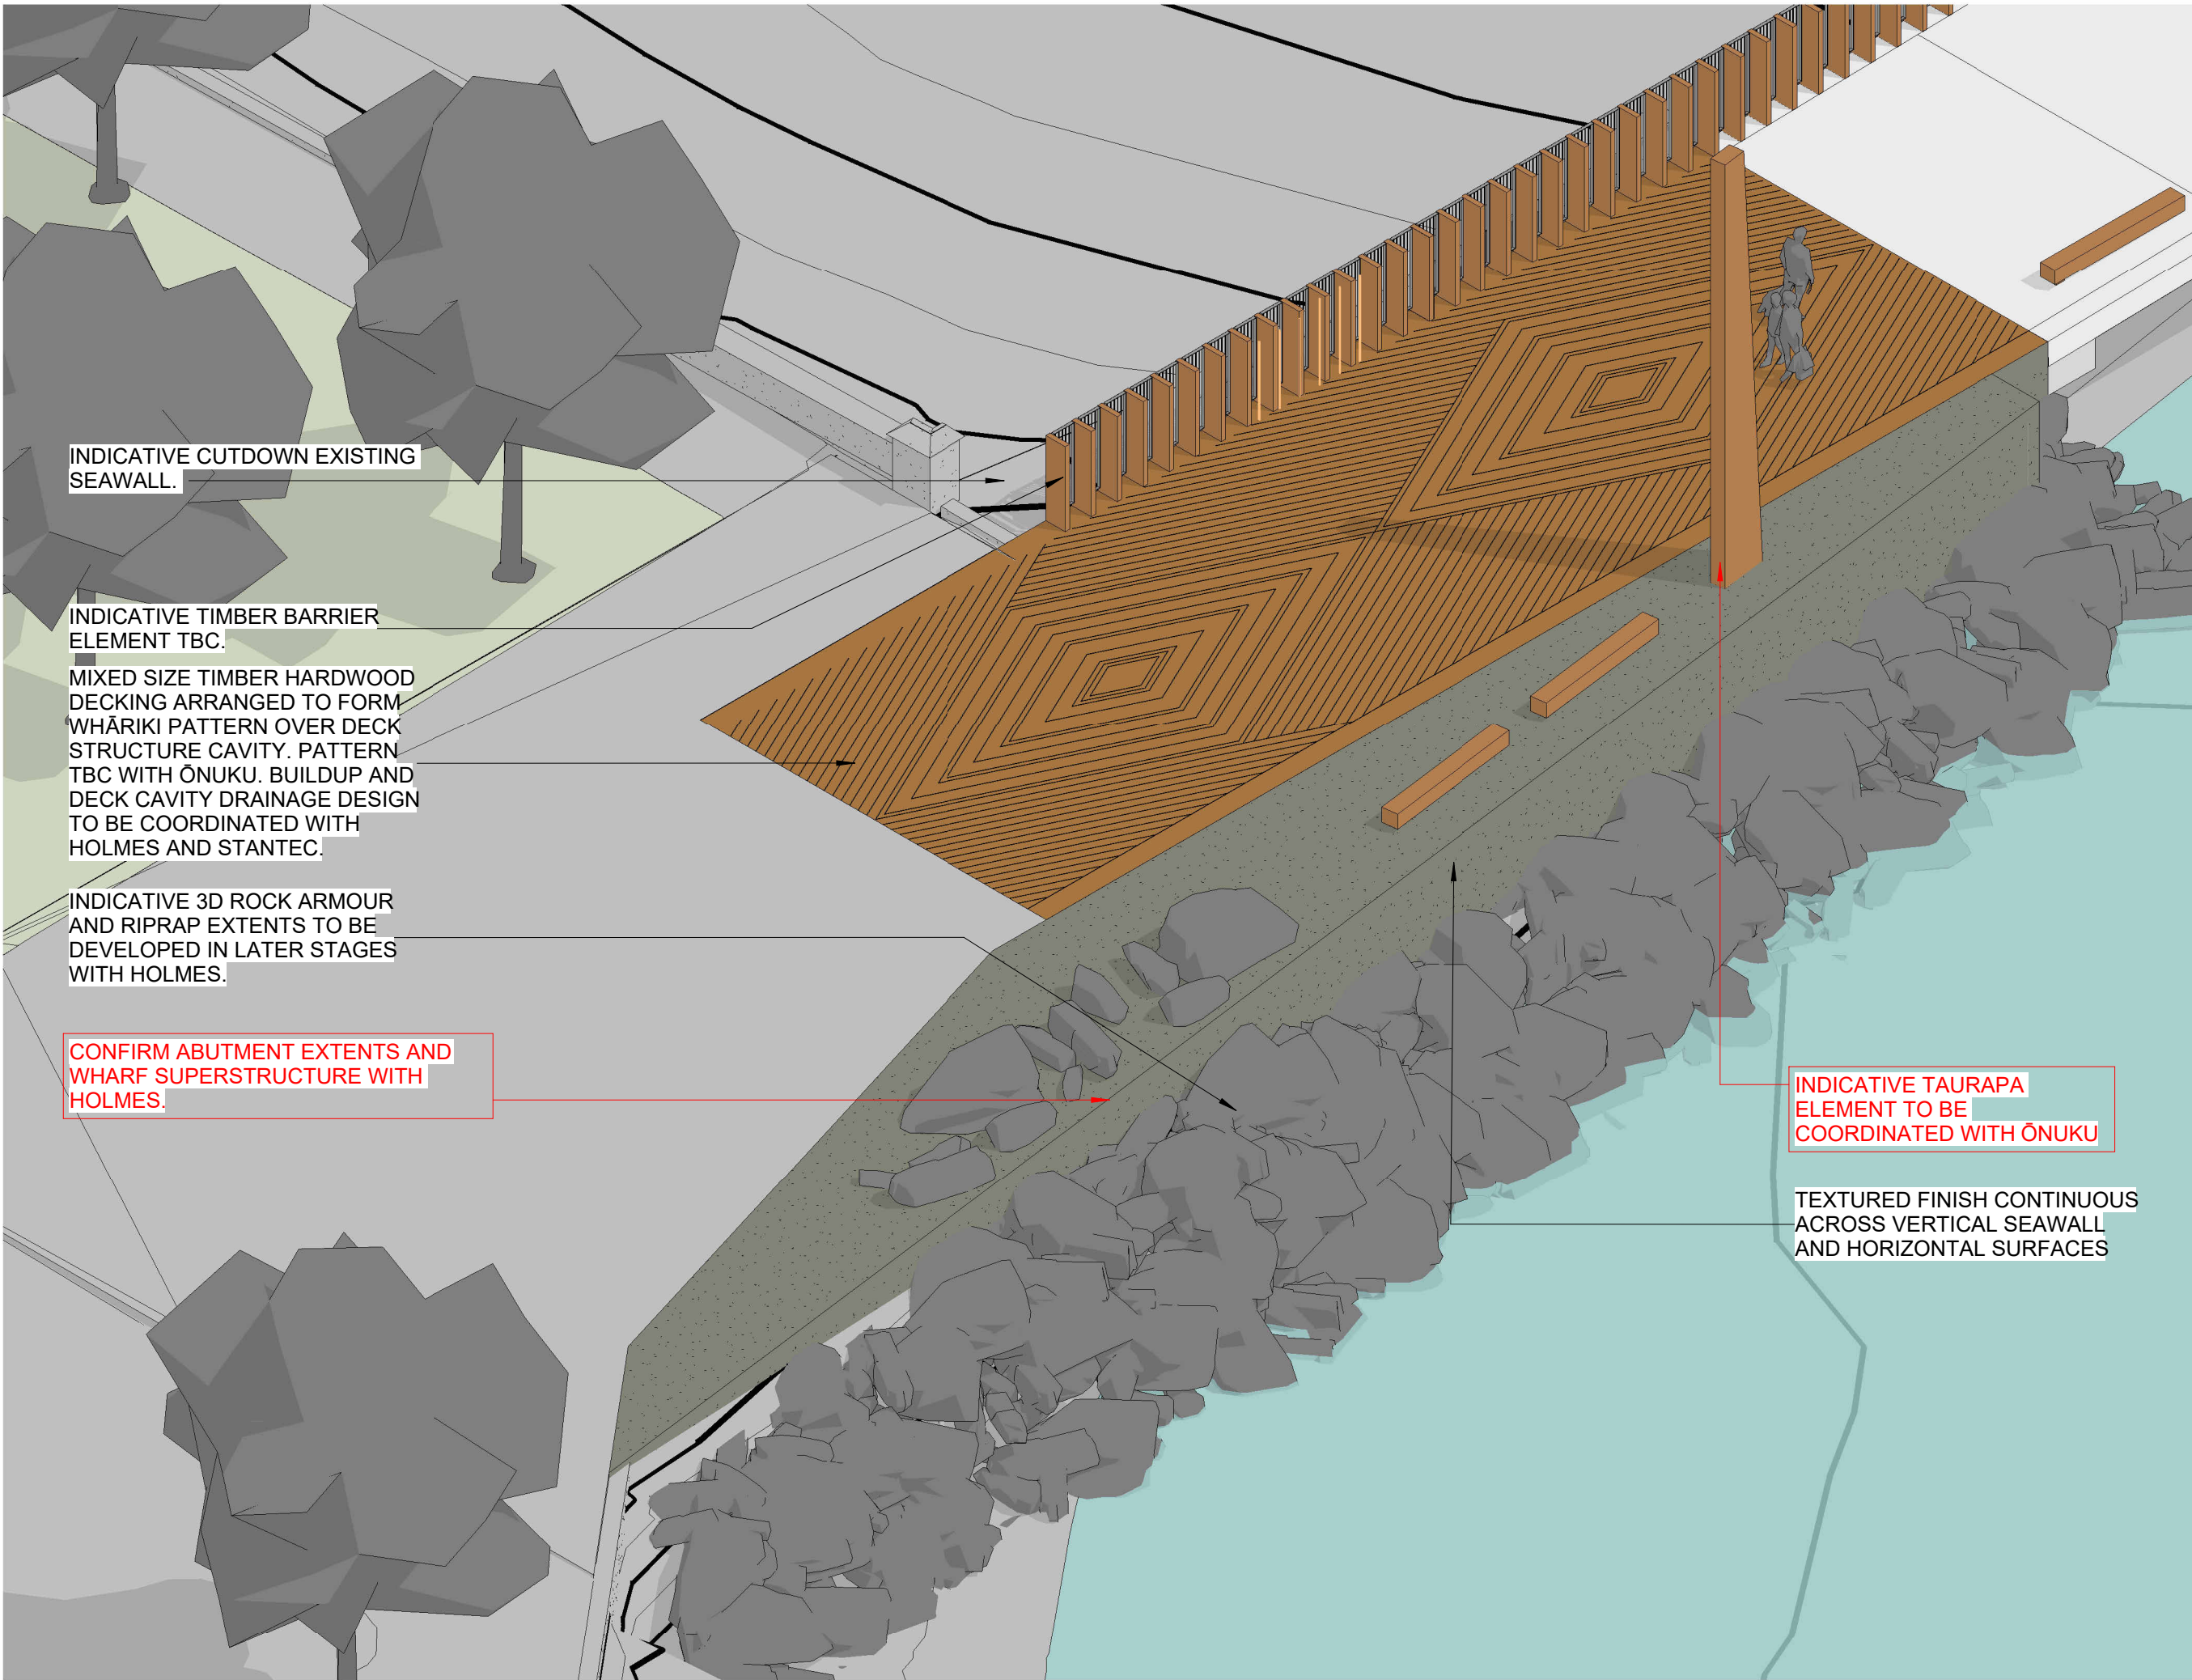 INDICATIVE CUTDOWN EXISTING
SEAWALL.
INDICATIVE TIMBER BARRIER
ELEMENT TBC.
MIXED SIZE TIMBER HARDWOOD
DECKING ARRANGED TO FORM
WHĀRIKI PATTERN OVER DECK
STRUCTURE CAVITY. PATTERN
TBC WITH ŌNUKU. BUILDUP AND
DECK CAVITY DRAINAGE DESIGN
TO BE COORDINATED WITH
HOLMES AND STANTEC.
INDICATIVE 3D ROCK ARMOUR
AND RIPRAP EXTENTS TO BE
DEVELOPED IN LATER STAGES
WITH HOLMES.
CONFIRM ABUTMENT EXTENTS AND
WHARF SUPERSTRUCTURE WITH
HOLMES.
INDICATIVE TAURAPA
ELEMENT TO BE
COORDINATED WITH ŌNUKU
TEXTURED FINISH CONTINUOUS
ACROSS VERTICAL SEAWALL
AND HORIZONTAL SURFACES